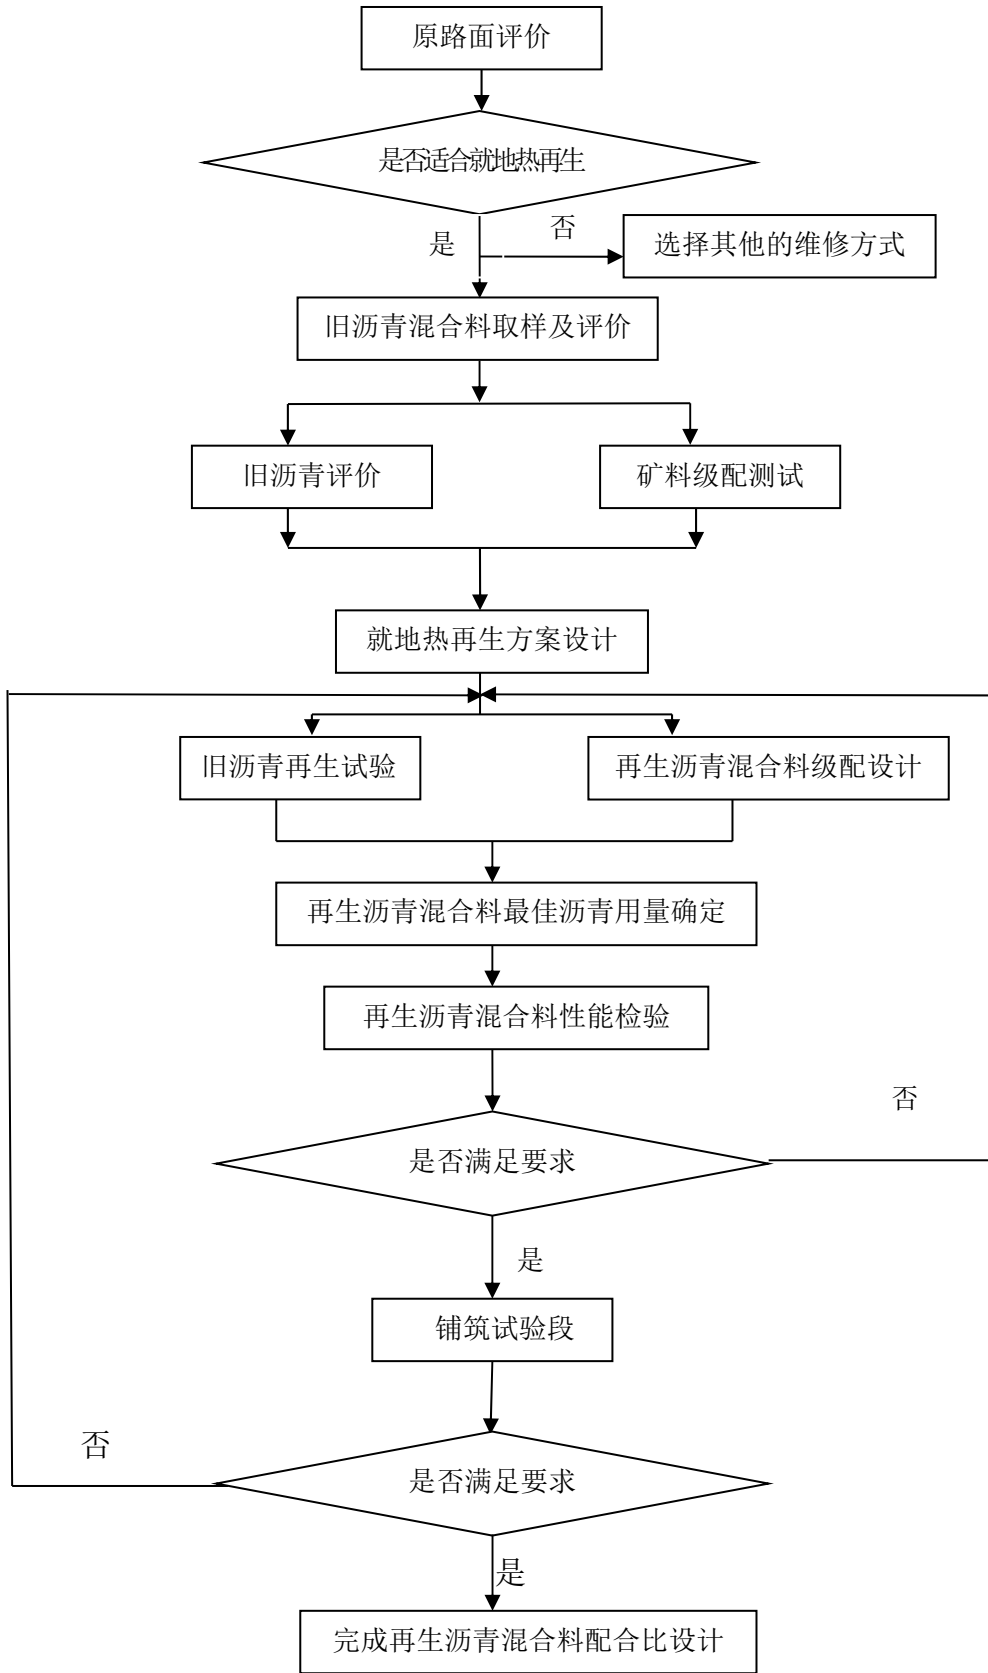 原路面评价
是否适合就地热再生
是
否
选择其他的维修方式
旧沥青混合料取样及评价
旧沥青评价
矿料级配测试
就地热再生方案设计
旧沥青再生试验
再生沥青混合料级配设计
再生沥青混合料最佳沥青用量确定
再生沥青混合料性能检验
否
是否满足要求
是
铺筑试验段
否
是否满足要求
是
完成再生沥青混合料配合比设计